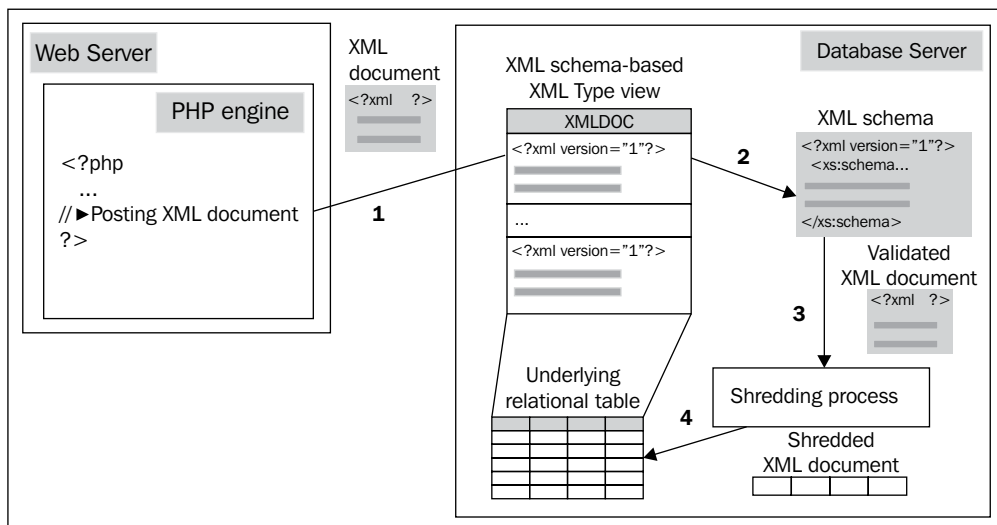 Web Server
PHP engine
<?php
...
//►Posting XML document
?>
XML
document
<?xml ?>
1
Database Server
XML schema-based
XML Type view
XMLDOC
<?xml version="1"?>
...
<?xml version="1"?>
2
XML schema
<?xml version="1"?>
<xs:schema...
</xs:schema>
Validated
XML document
<?xml ?>
3
Shredding process
Shredded
XML document
4
Underlying
relational table